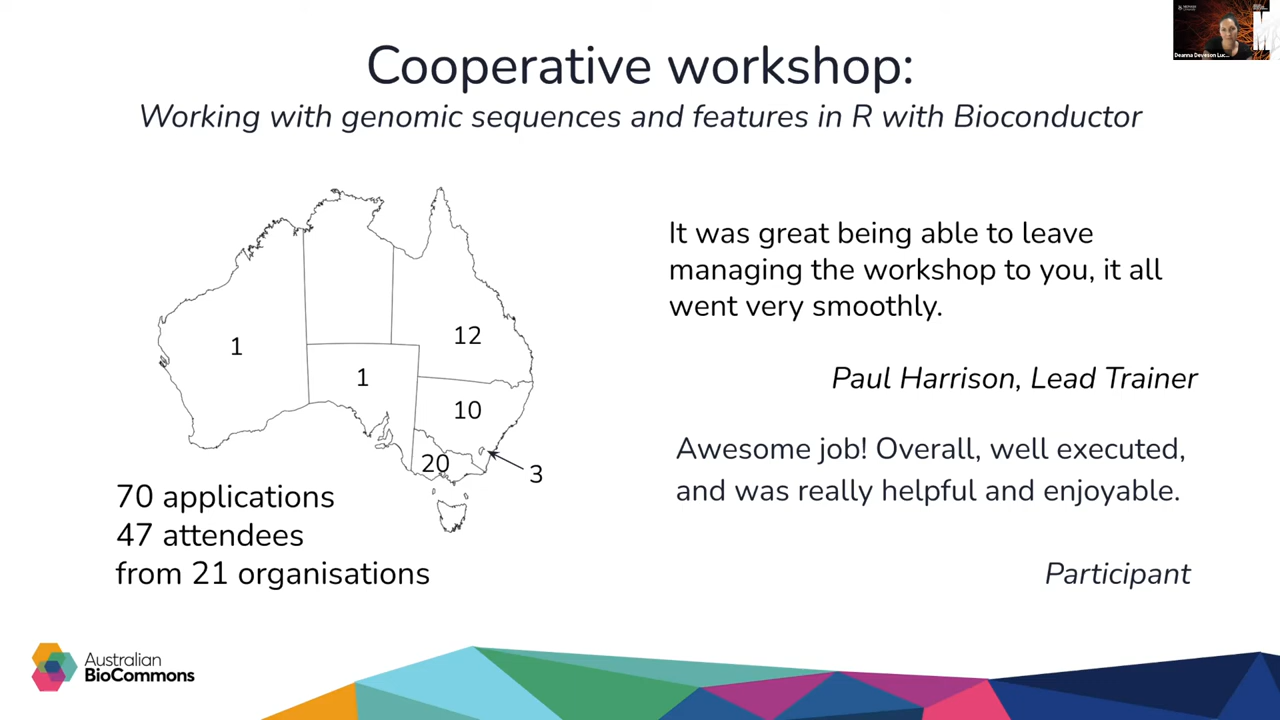 Cooperative workshop:
Working with genomic sequences and features in R with Bioconductor
Deanna Deveson Luc...
It was great being able to leave
managing the workshop to you, it all
went very smoothly.
Paul Harrison, Lead Trainer
Awesome job! Overall, well executed,
and was really helpful and enjoyable.
Participant
1
12
1
10
20
3
70 applications
47 attendees
from 21 organisations
Australian
BioCommons